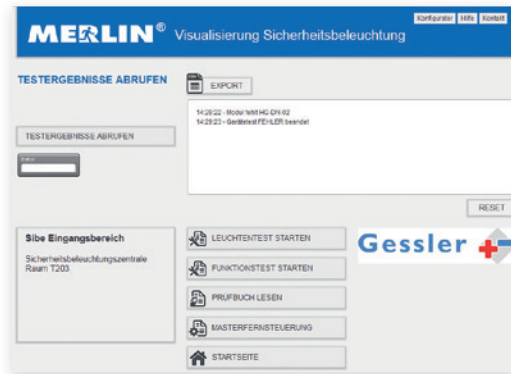 Konfigurator Hilfe Kontakt
MERLIN® Visualisierung Sicherheitsbeleuchtung
TESTERGEBNISSE ABRUFEN
EXPORT
14:28:22 - Modul fehlt HG-DN-02
14:28:23 - Gerätetest FEHLER beendet
TESTERGEBNISSE ABRUFEN
Status
RESET
Sibe Eingangsbereich
Sicherheitsbeleuchtungszentrale
Raum T203
LEUCHTENTEST STARTEN
FUNKTIONSTEST STARTEN
PRÜFBUCH LESEN
MASTERFERNSTEUERUNG
STARTSEITE
Gessler